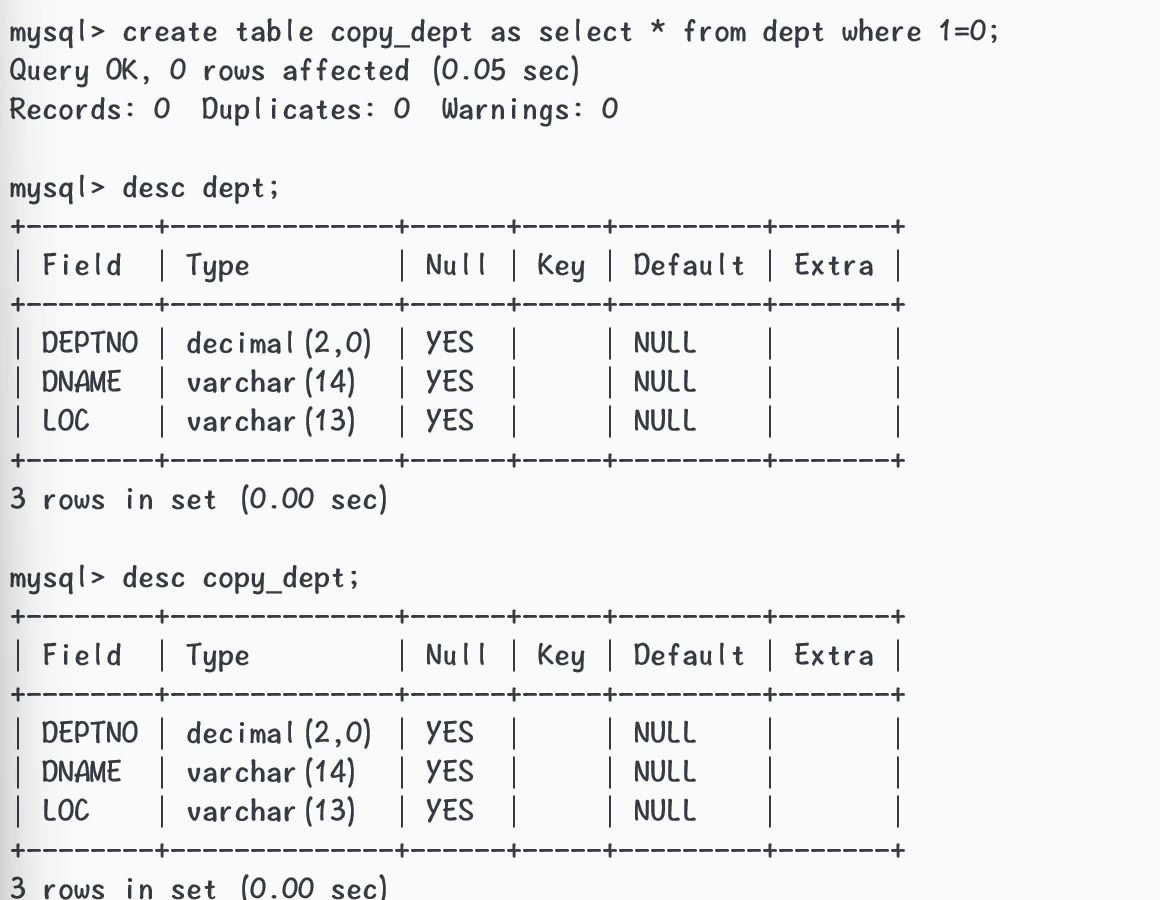 mysql> create table copy_dept as select * from dept where 1=0;
Query OK, 0 rows affected (0.05 sec)
Records: 0  Duplicates: 0  Warnings: 0

mysql> desc dept;
+--------+--------------+------+-----+---------+-------+
| Field  | Type         | Null | Key | Default | Extra |
+--------+--------------+------+-----+---------+-------+
| DEPTNO | decimal(2,0) | YES  |     | NULL    |       |
| DNAME  | varchar(14)  | YES  |     | NULL    |       |
| LOC    | varchar(13)  | YES  |     | NULL    |       |
+--------+--------------+------+-----+---------+-------+
3 rows in set (0.00 sec)

mysql> desc copy_dept;
+--------+--------------+------+-----+---------+-------+
| Field  | Type         | Null | Key | Default | Extra |
+--------+--------------+------+-----+---------+-------+
| DEPTNO | decimal(2,0) | YES  |     | NULL    |       |
| DNAME  | varchar(14)  | YES  |     | NULL    |       |
| LOC    | varchar(13)  | YES  |     | NULL    |       |
+--------+--------------+------+-----+---------+-------+
3 rows in set (0.00 sec)